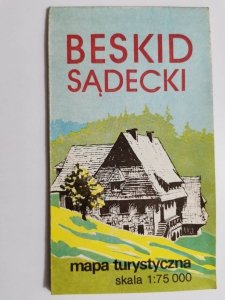 BESKID
SĄDECKI
mapa turystyczna
skala 1:75 000